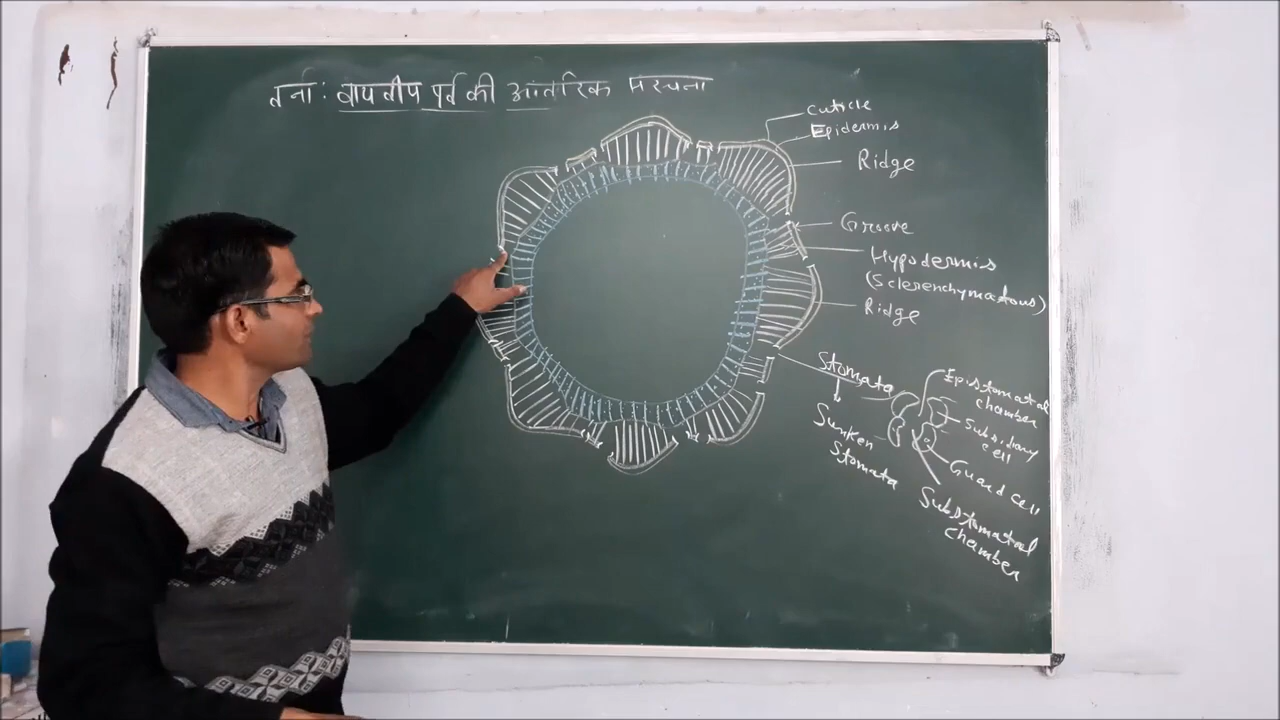 तना: वायवीय पर्व की आंतरिक संरचना
Cuticle
Epidermis
Ridge
Groove
Hypodermis
(Sclerenchymatous)
Ridge
Stomata
Sunken
Stomata
Epistomatal
chamber
Subsidiary
cell
Guard cell
Substomatal
chamber